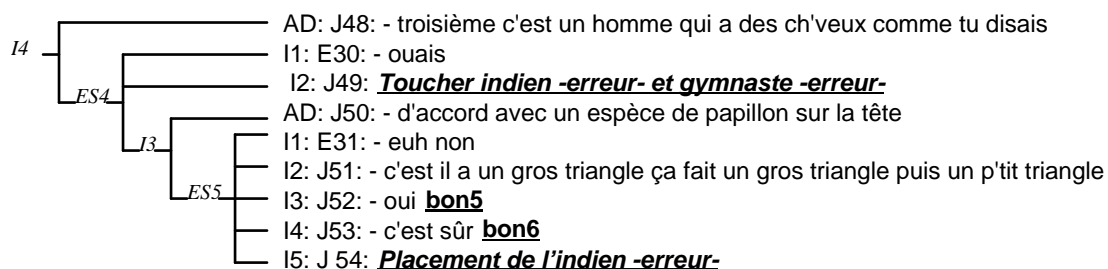 AD: J48: - troisième c'est un homme qui a des ch'veux comme tu disais
I4
I1: E30: - ouais
I2: J49: Toucher indien -erreur- et gymnaste -erreur-
ES4
AD: J50: - d'accord avec un espèce de papillon sur la tête
I1: E31: - euh non
I3
I2: J51: - c'est il a un gros triangle ça fait un gros triangle puis un p'tit triangle
ES5
I3: J52: - oui bon5
I4: J53: - c'est sûr bon6
I5: J 54: Placement de l'indien -erreur-